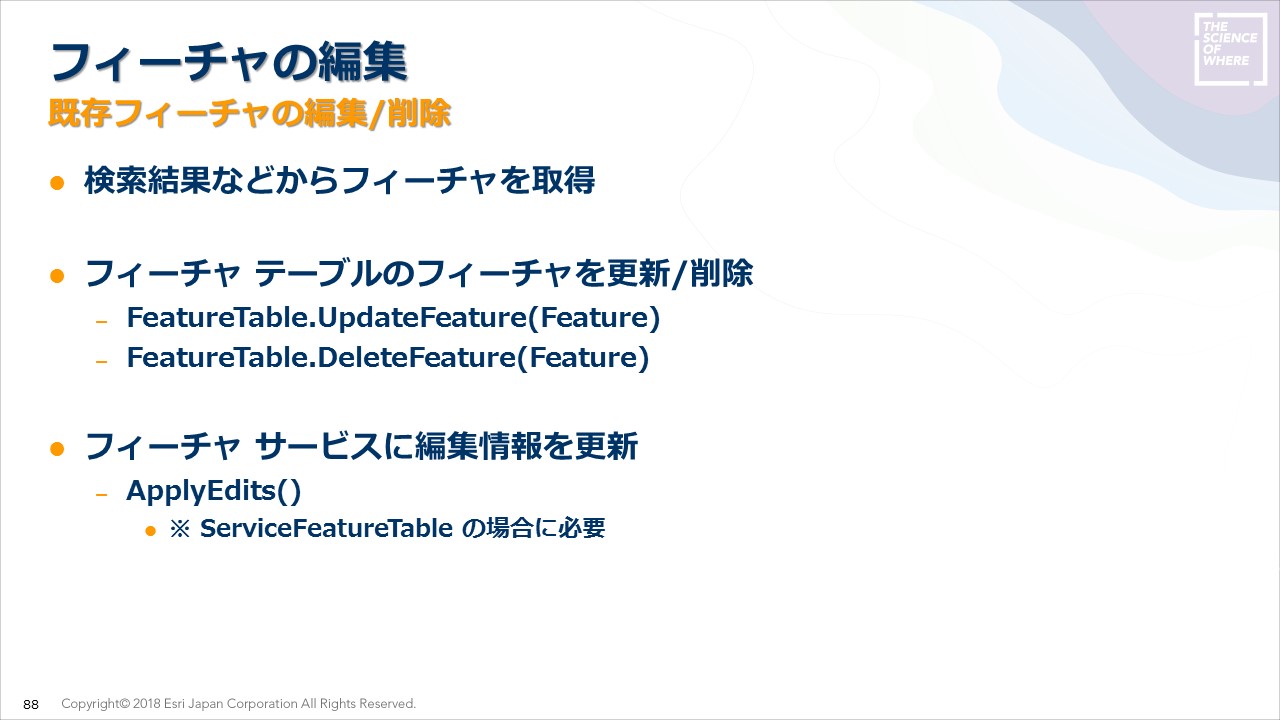 フィーチャの編集
既存フィーチャの編集/削除
THE
SCIENCE
OF
WHERE
● 検索結果などからフィーチャを取得
● フィーチャ テーブルのフィーチャを更新/削除
– FeatureTable.UpdateFeature(Feature)
– FeatureTable.DeleteFeature(Feature)
● フィーチャ サービスに編集情報を更新
– ApplyEdits()
● ※ ServiceFeatureTable の場合に必要
88 Copyright© 2018 Esri Japan Corporation All Rights Reserved.